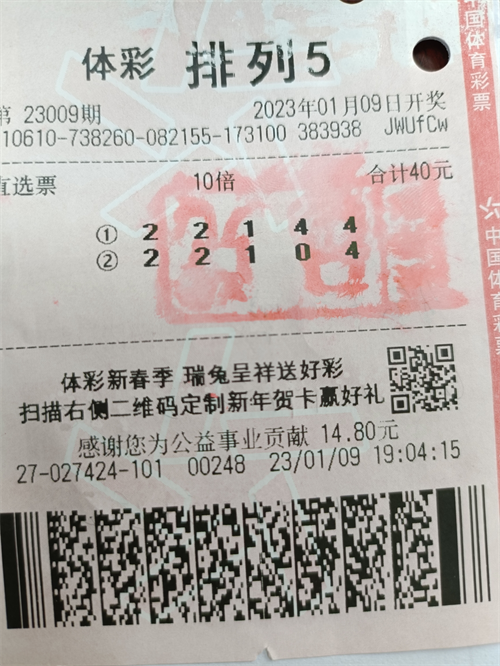 体彩 排列5
第 23009期 2023年01月09日开奖
10610-738260-082155-173100 383938 JWUfCw
直选票 10倍 合计40元
① 2 2 1 4 4
② 2 2 1 0 4
体彩新春季 瑞兔呈祥送好彩
扫描右侧二维码定制新年贺卡赢好礼
感谢您为公益事业贡献 14.80元
27-027424-101 00248 23/01/09 19:04:15
中国体育彩票
中国体育彩票